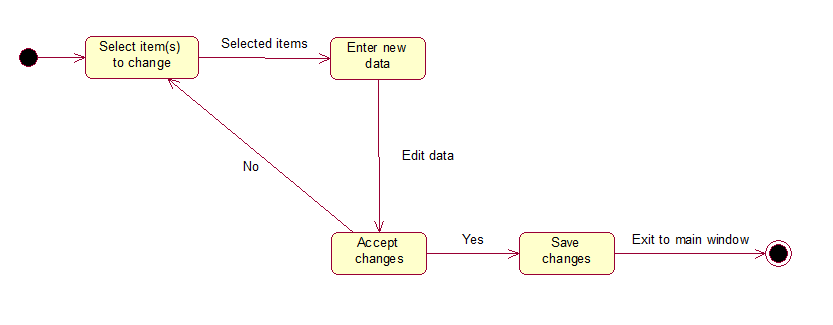 Select item(s)
to change
Selected items
Enter new
data
Edit data
No
Accept
changes
Yes
Save
changes
Exit to main window